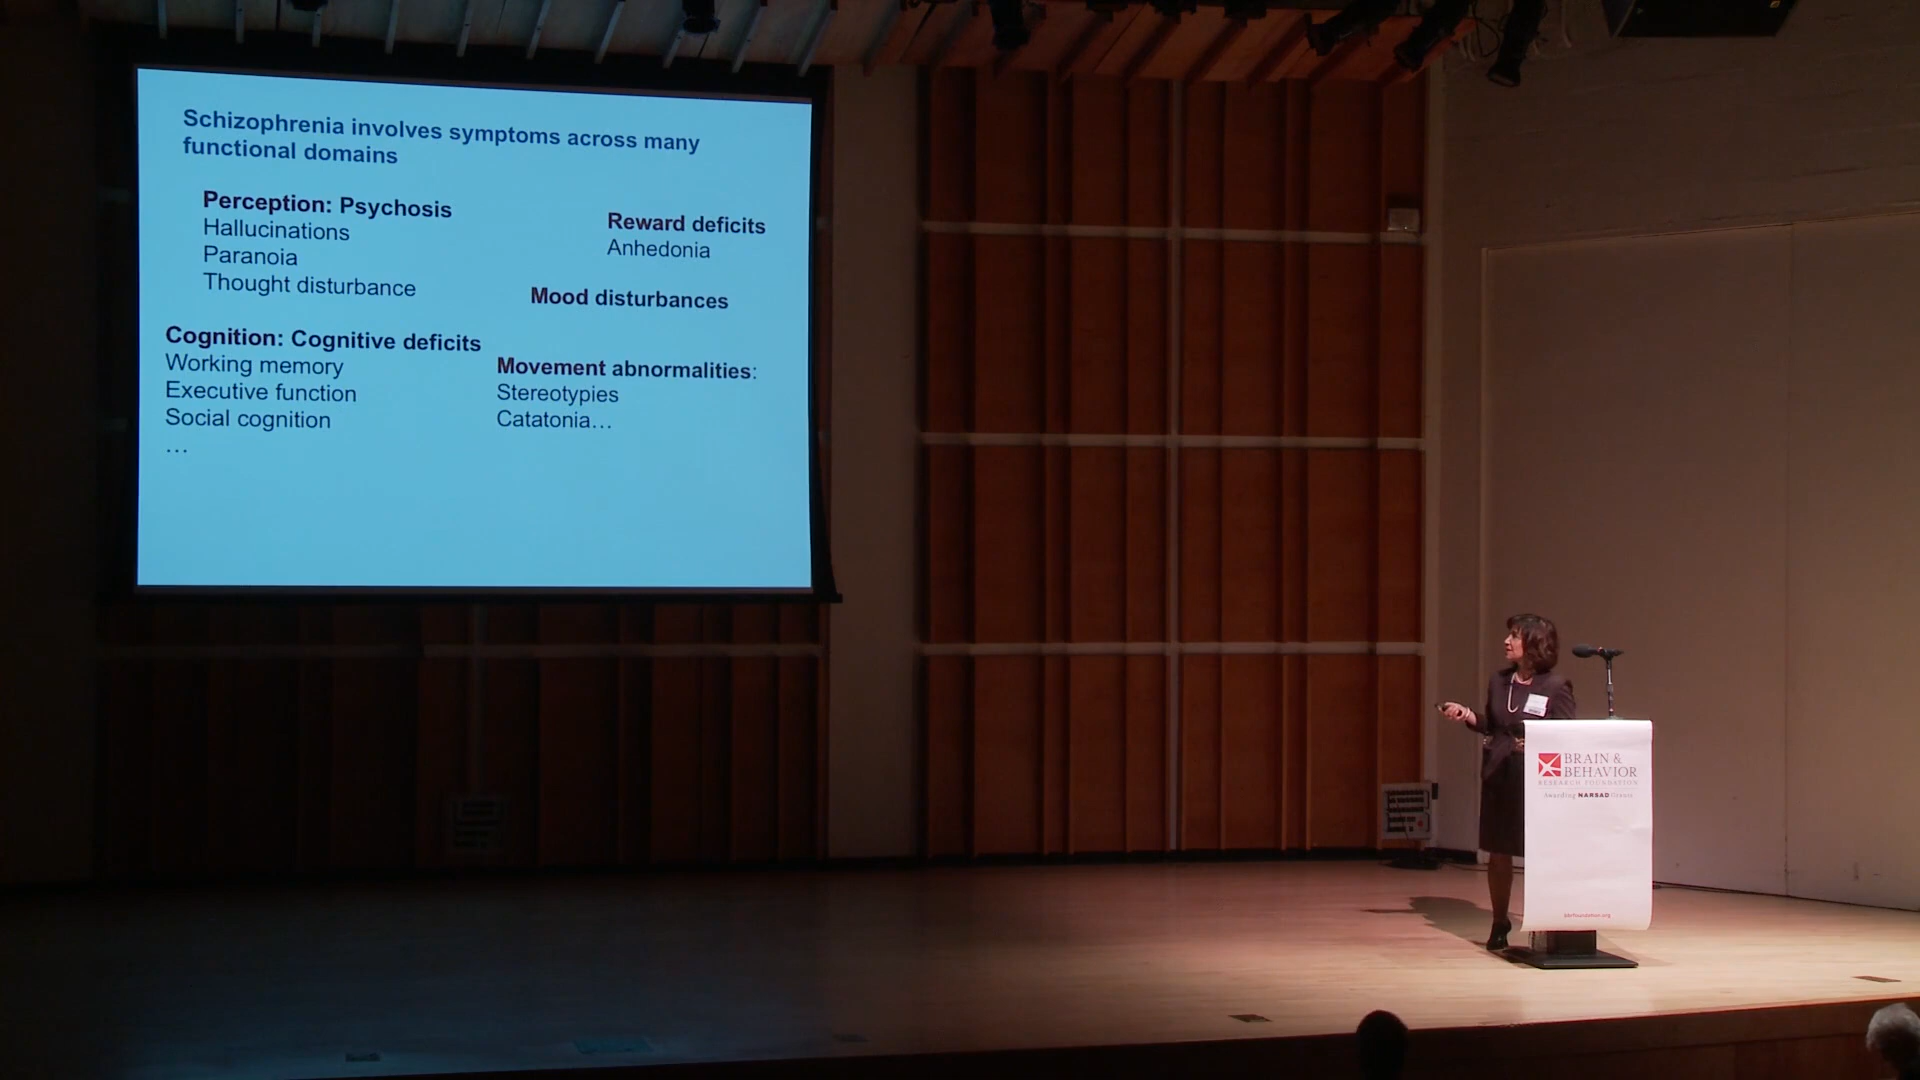 Schizophrenia involves symptoms across many
functional domains
Perception: Psychosis
Hallucinations
Paranoia
Thought disturbance
Reward deficits
Anhedonia
Mood disturbances
Cognition: Cognitive deficits
Working memory
Executive function
Social cognition
…
Movement abnormalities:
Stereotypies
Catatonia…
BRAIN &
BEHAVIOR
RESEARCH FOUNDATION
Awarding NARSAD Grants
bbrfoundation.org